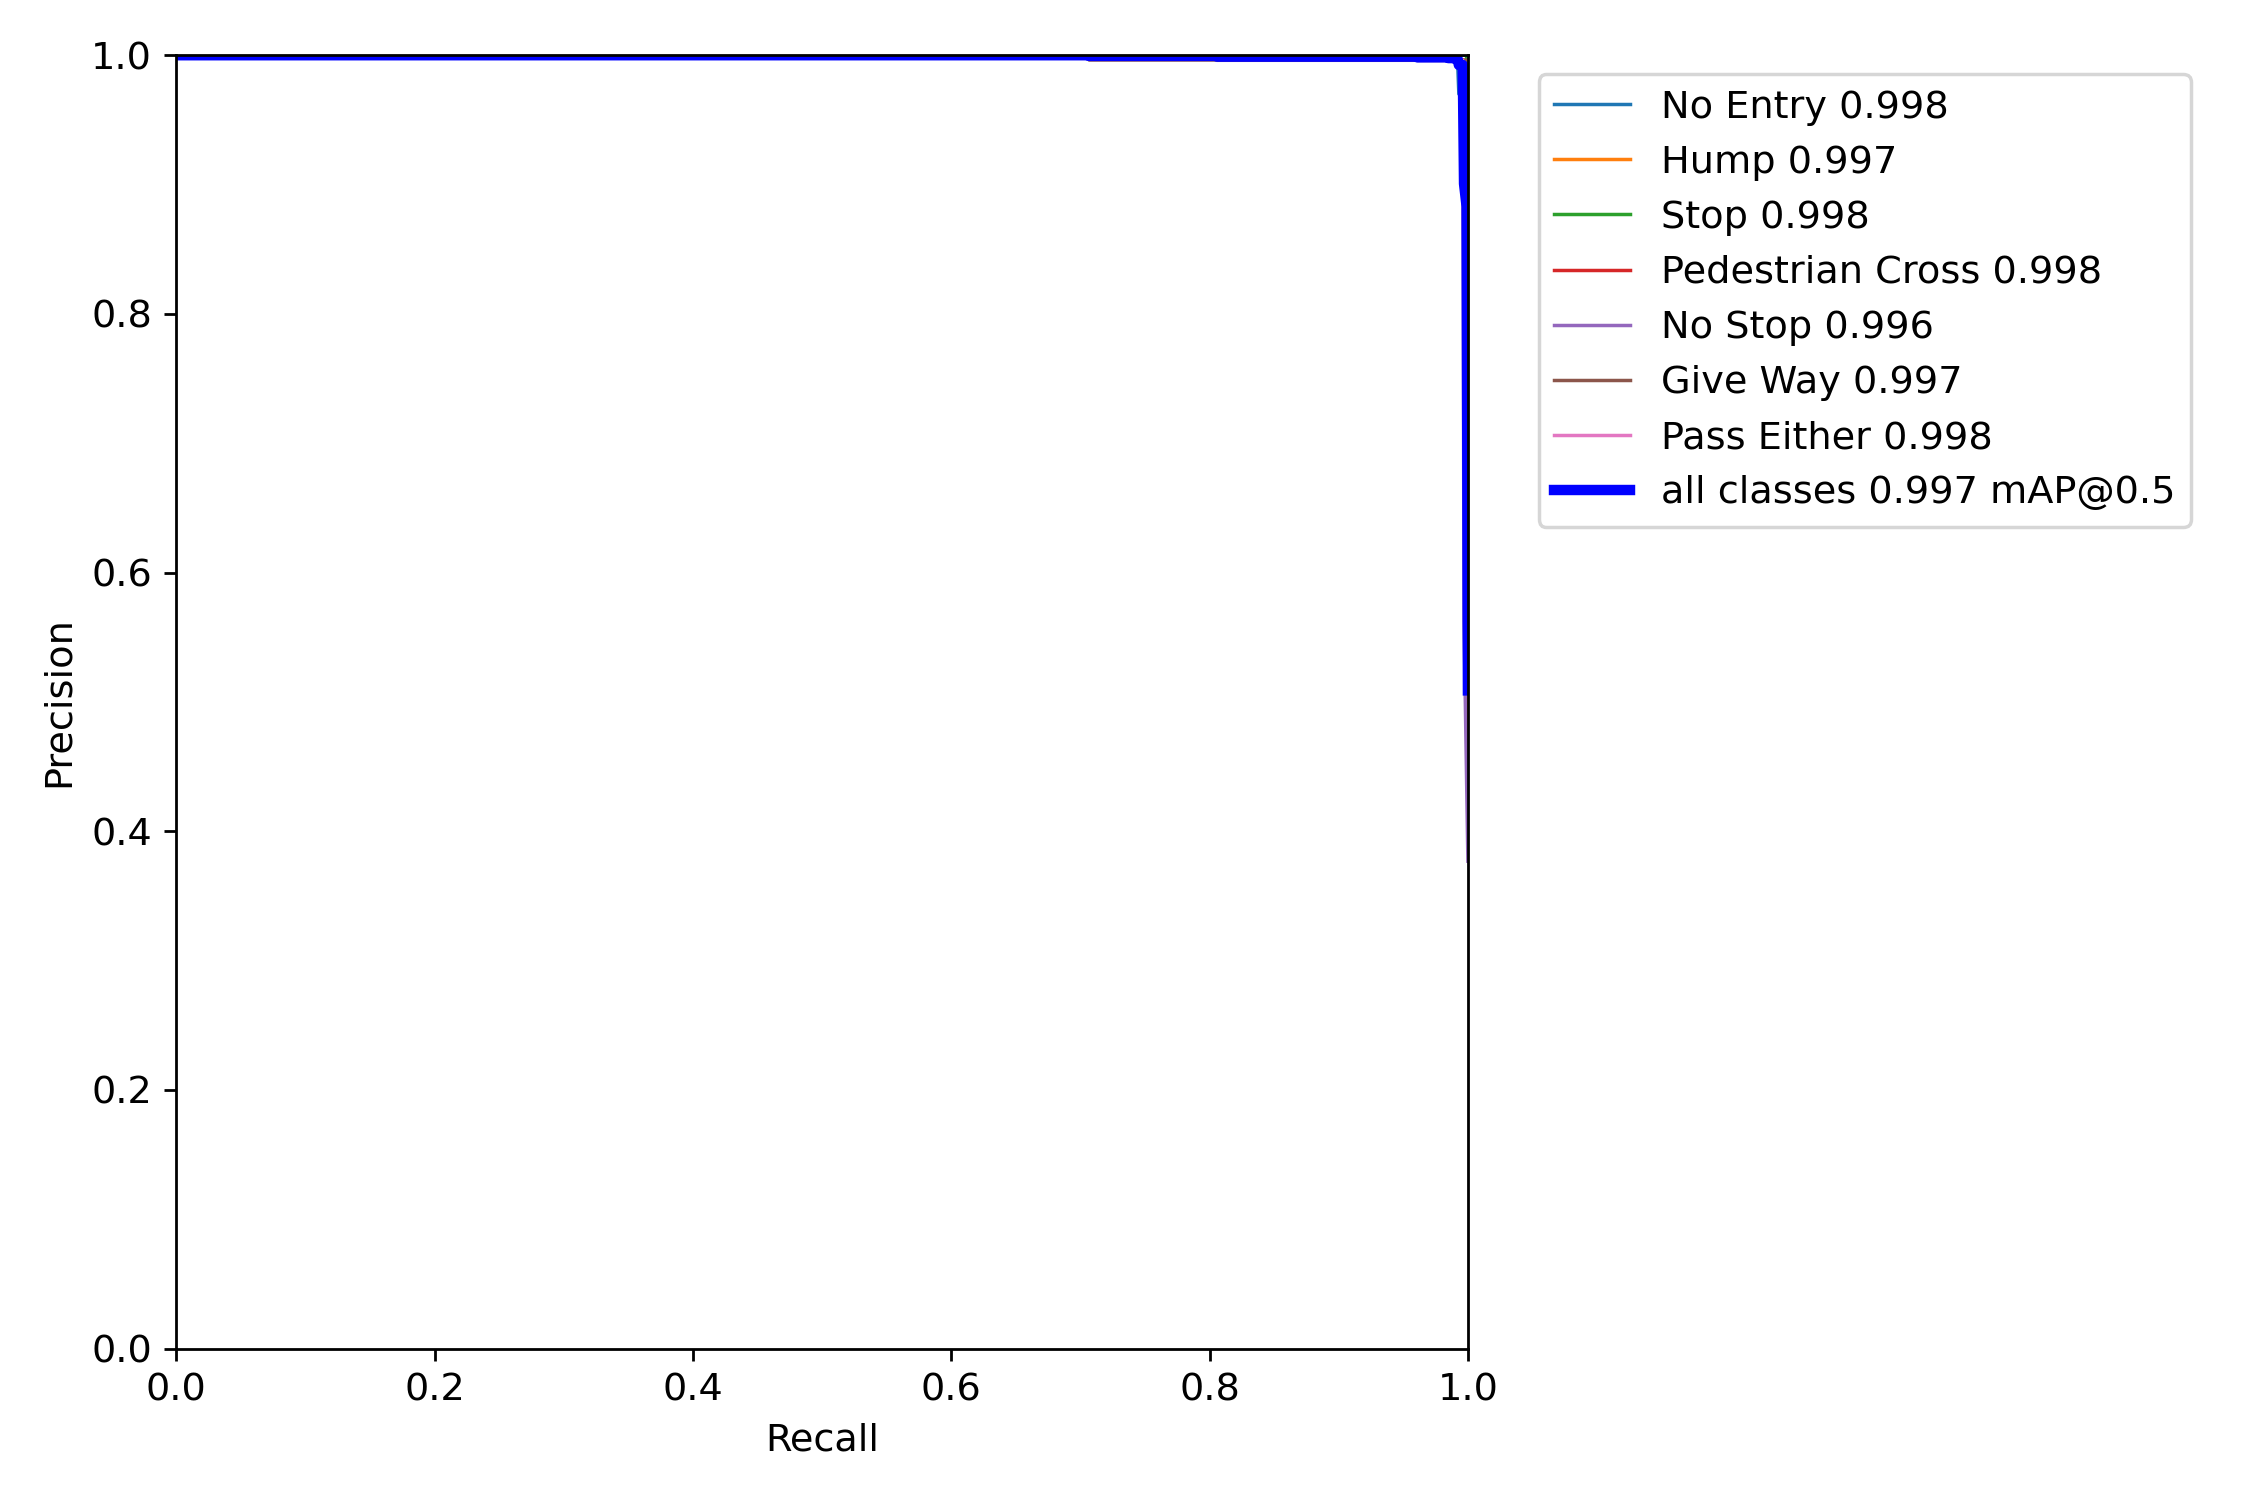 1.0
0.8
0.6
0.4
0.2
0.0
Precision
0.0 0.2 0.4 0.6 0.8 1.0
Recall
No Entry 0.998
Hump 0.997
Stop 0.998
Pedestrian Cross 0.998
No Stop 0.996
Give Way 0.997
Pass Either 0.998
all classes 0.997 mAP@0.5